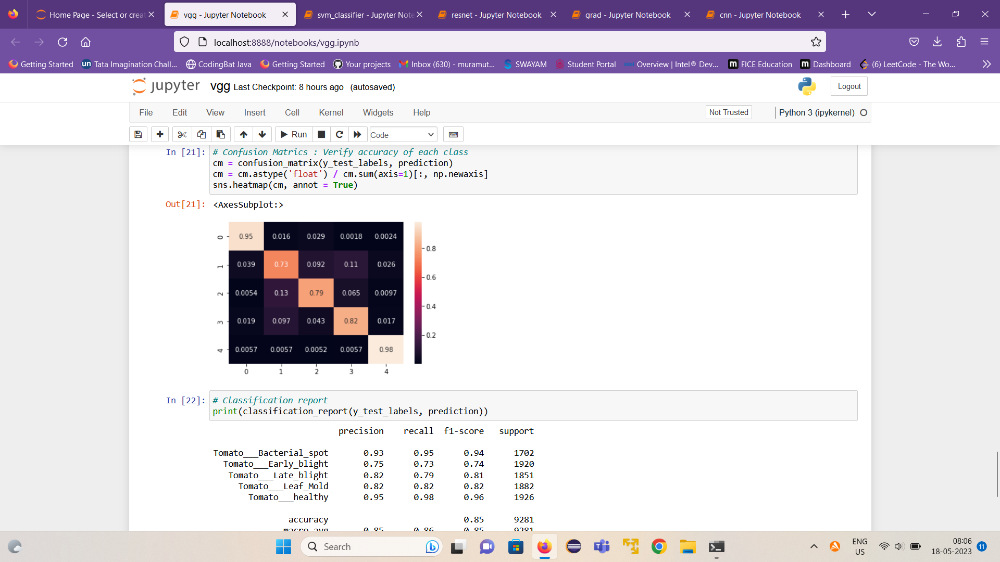 Home Page - Select or creat
vgg - Jupyter Notebook
svm_classifier - Jupyter Note
resnet - Jupyter Notebook
grad - Jupyter Notebook
cnn - Jupyter Notebook
localhost:8888/notebooks/vgg.ipynb
Getting Started
un Tata Imagination Chall...
CodingBat Java
Getting Started
Your projects
Inbox (630) - muramut...
SWAYAM
Student Portal
intel Overview | Intel® Dev...
m FICE Education
m Dashboard
(6) LeetCode - The Wo...
jupyter vgg Last Checkpoint: 8 hours ago (autosaved)
Logout
File Edit View Insert Cell Kernel Widgets Help
Not Trusted
Python 3 (ipykernel)
Run
Code
In [21]: # Confusion Matrics : Verify accuracy of each class
cm = confusion_matrix(y_test_labels, prediction)
cm = cm.astype('float') / cm.sum(axis=1)[:, np.newaxis]
sns.heatmap(cm, annot = True)
Out[21]: <AxesSubplot:>
0 0.95 0.016 0.029 0.0018 0.0024
1 0.039 0.73 0.092 0.11 0.026
2 0.0054 0.13 0.79 0.065 0.0097
3 0.019 0.097 0.043 0.82 0.017
4 0.0057 0.0057 0.0052 0.0057 0.98
0 1 2 3 4
0.8
0.6
0.4
0.2
In [22]: # Classification report
print(classification_report(y_test_labels, prediction))
precision recall f1-score support
Tomato___Bacterial_spot 0.93 0.95 0.94 1702
Tomato___Early_blight 0.75 0.73 0.74 1920
Tomato___Late_blight 0.82 0.79 0.81 1851
Tomato___Leaf_Mold 0.82 0.82 0.82 1882
Tomato___healthy 0.95 0.98 0.96 1926
accuracy 0.85 9281
macro avg 0.85 0.86 0.85 9281
Search
ENG
US
08:06
18-05-2023
11